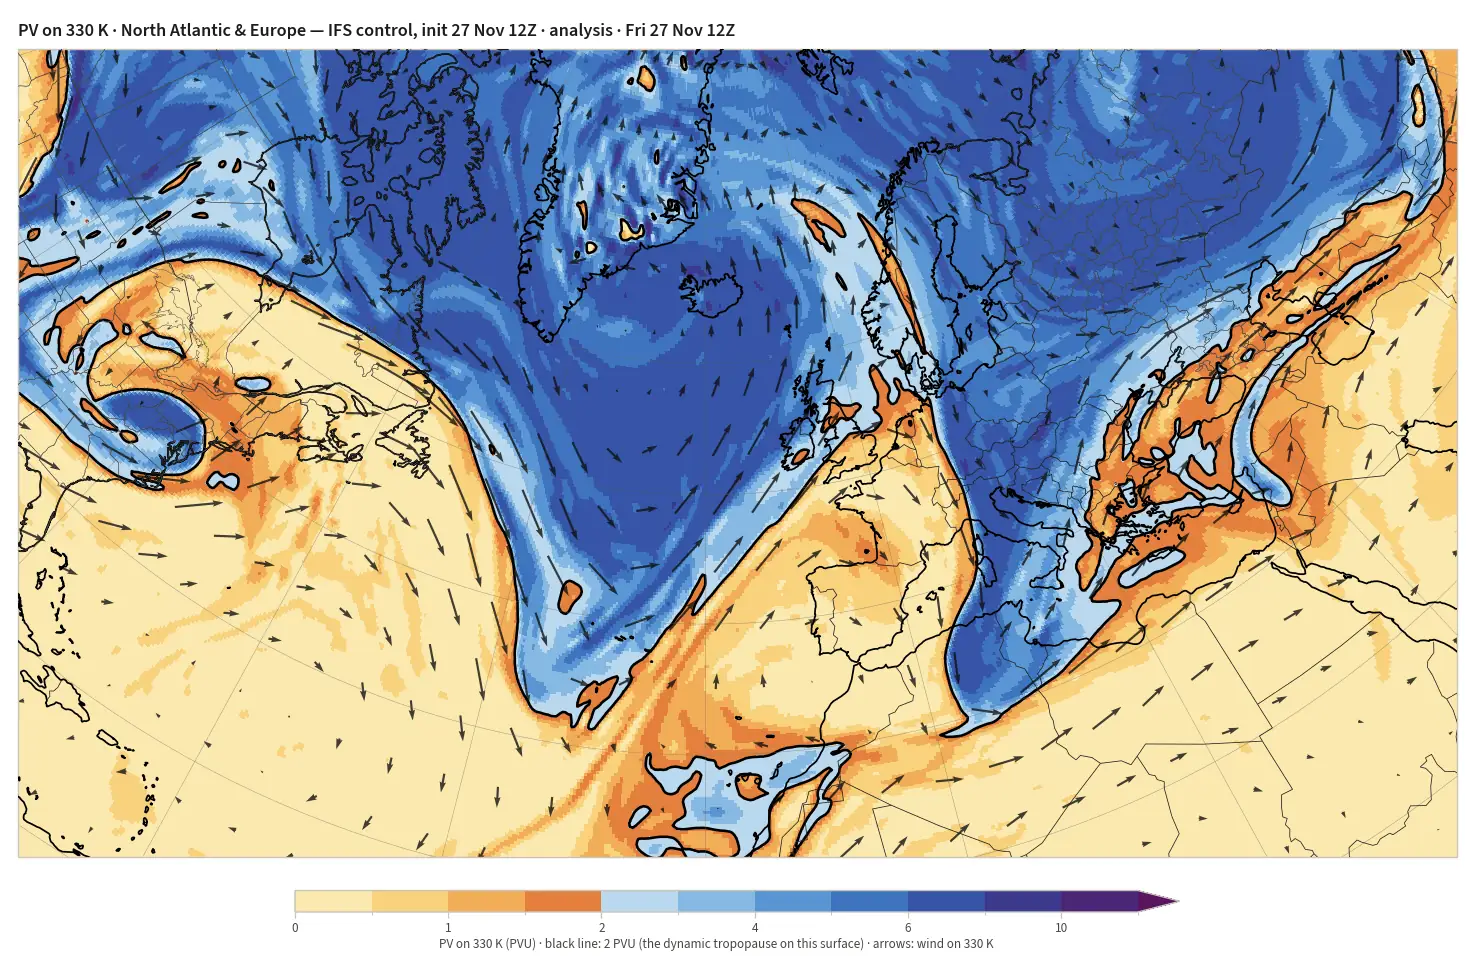 PV on 330 K · North Atlantic & Europe — IFS control, init 27 Nov 12Z · analysis · Fri 27 Nov 12Z
0 1 2 4 6 10
PV on 330 K (PVU) · black line: 2 PVU (the dynamic tropopause on this surface) · arrows: wind on 330 K